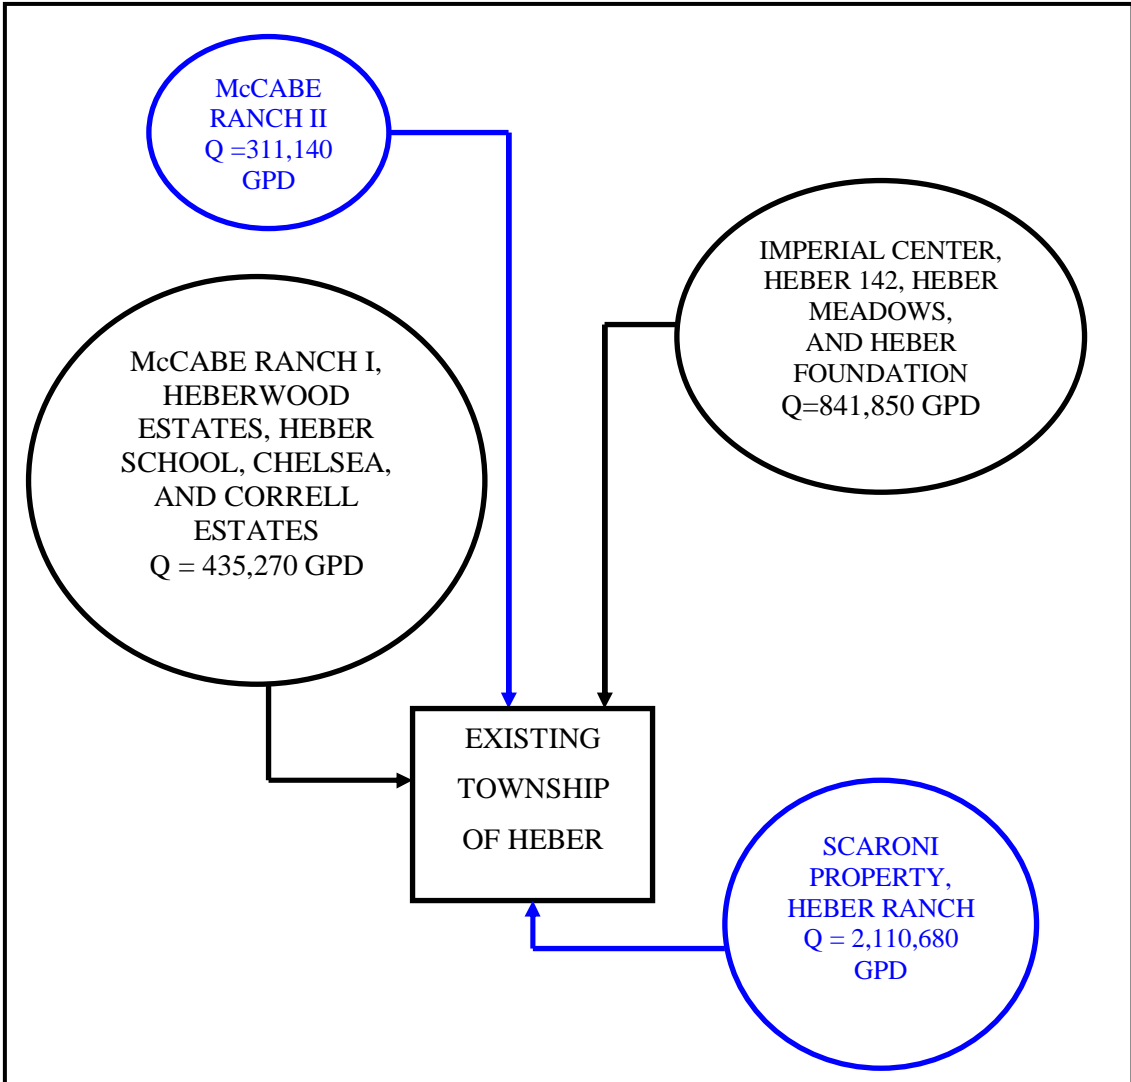 McCABE
RANCH II
Q =311,140
GPD
IMPERIAL CENTER,
HEBER 142, HEBER
MEADOWS,
AND HEBER
FOUNDATION
Q=841,850 GPD
McCABE RANCH I,
HEBERWOOD
ESTATES, HEBER
SCHOOL, CHELSEA,
AND CORRELL
ESTATES
Q = 435,270 GPD
EXISTING
TOWNSHIP
OF HEBER
SCARONI
PROPERTY,
HEBER RANCH
Q = 2,110,680
GPD